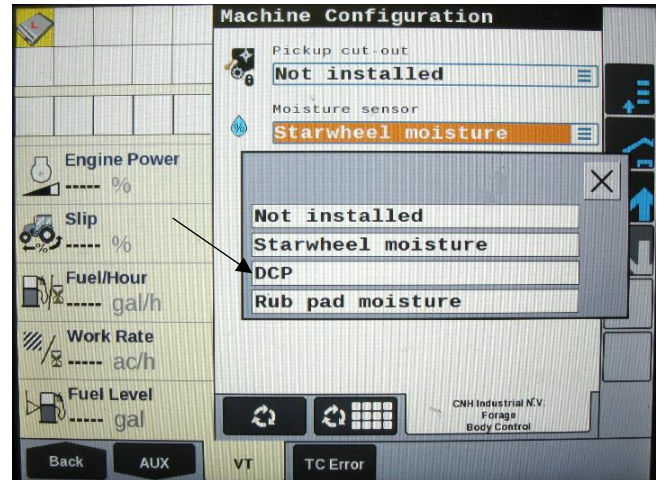 Machine Configuration
Pickup cut-out
Not installed
Moisture sensor
Starwheel moisture
Not installed
Starwheel moisture
DCP
Rub pad moisture
Engine Power
----- %
Slip
----- %
Fuel/Hour
----- gal/h
Work Rate
----- ac/h
Fuel Level
----- gal
CNH Industrial N.V.
Forage
Body Control
Back
AUX
VT
TC Error